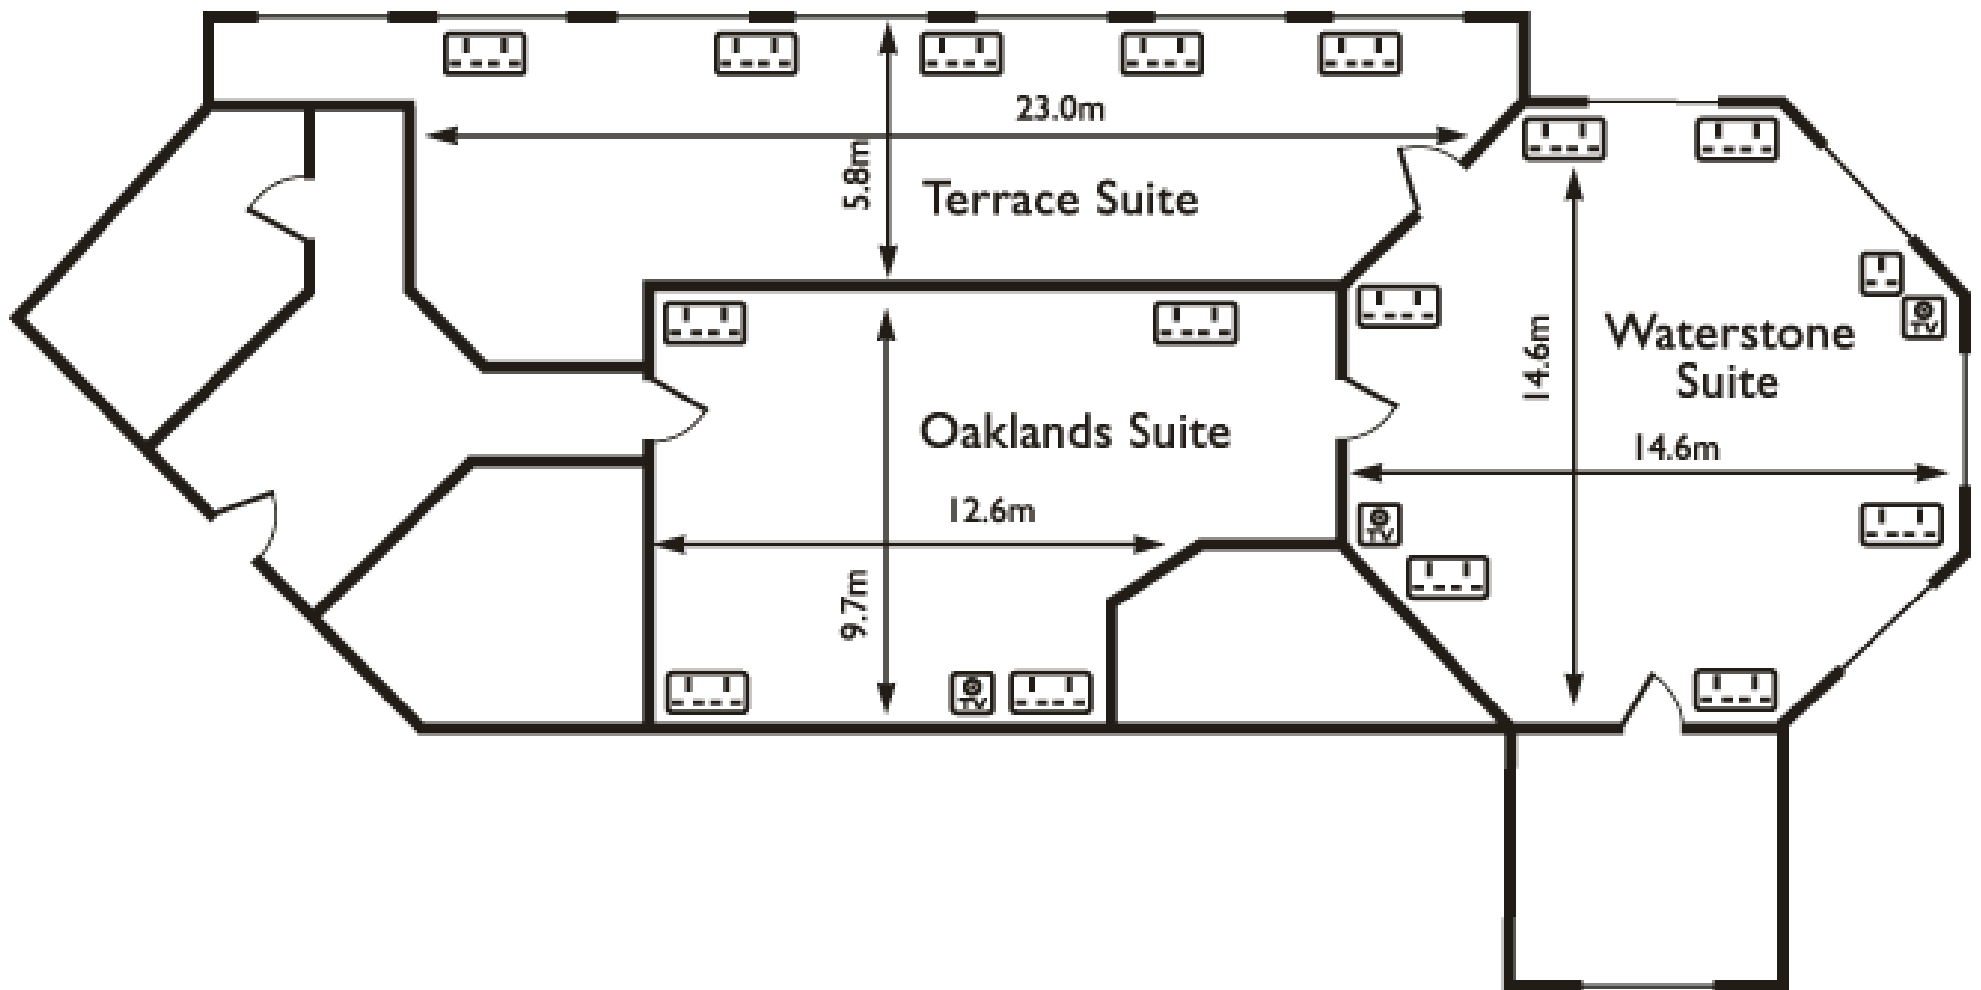 23.0m
5.8m
Terrace Suite
14.6m
Waterstone
Suite
TV
Oaklands Suite
14.6m
12.6m
TV
9.7m
TV